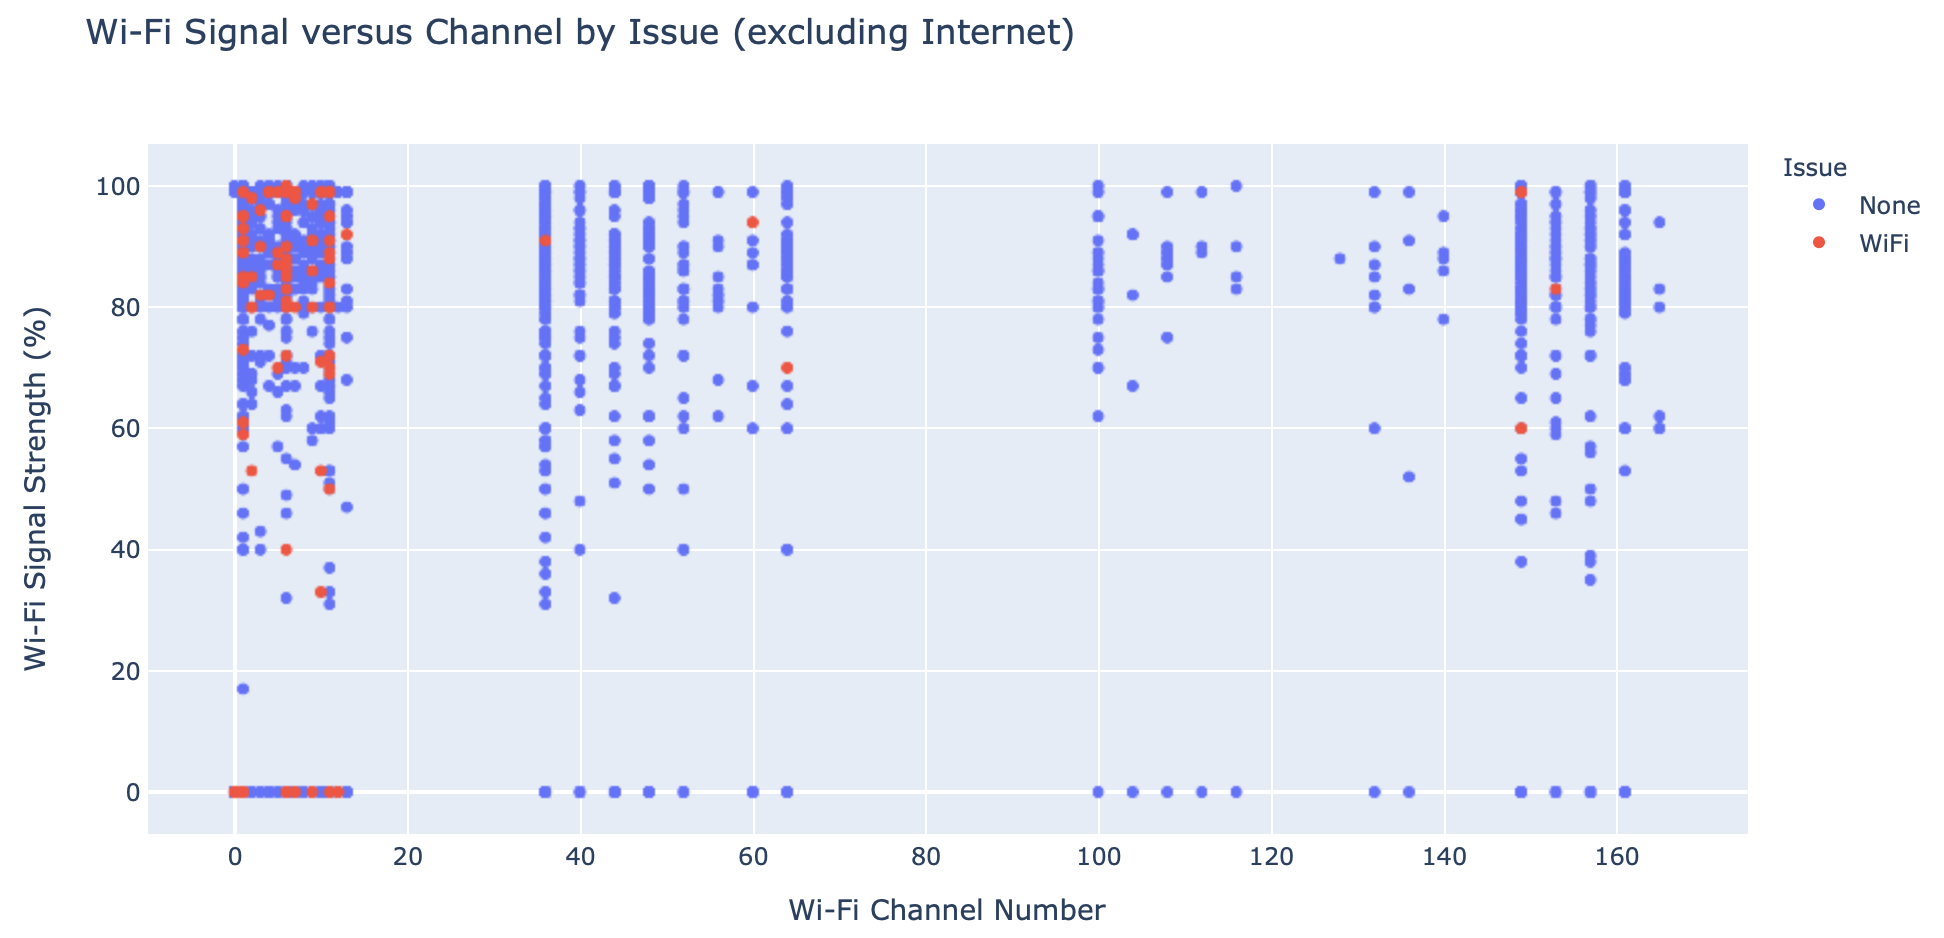 Wi-Fi Signal versus Channel by Issue (excluding Internet)
Issue
None
WiFi
Wi-Fi Signal Strength (%)
100
80
60
40
20
0
0 20 40 60 80 100 120 140 160
Wi-Fi Channel Number